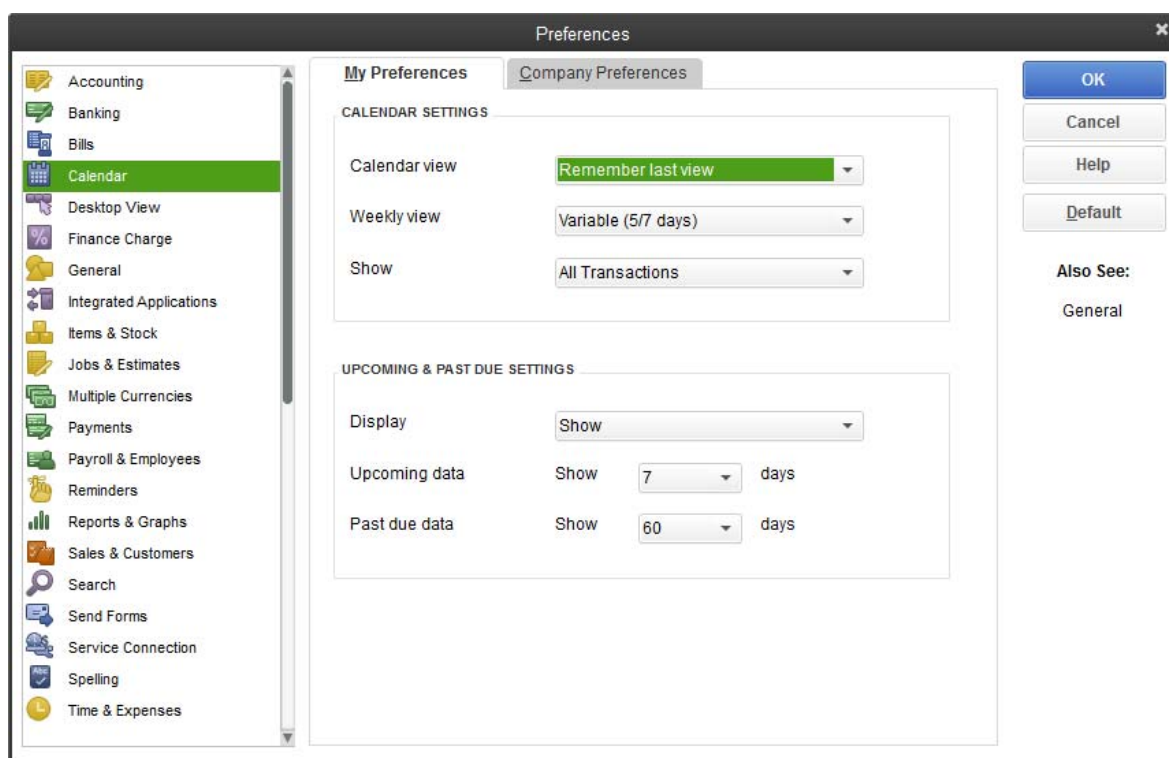 Preferences
Accounting
Banking
Bills
Calendar
Desktop View
Finance Charge
General
Integrated Applications
Items & Stock
Jobs & Estimates
Multiple Currencies
Payments
Payroll & Employees
Reminders
Reports & Graphs
Sales & Customers
Search
Send Forms
Service Connection
Spelling
Time & Expenses
My Preferences
Company Preferences
CALENDAR SETTINGS
Calendar view Remember last view
Weekly view Variable (5/7 days)
Show All Transactions
UPCOMING & PAST DUE SETTINGS
Display Show
Upcoming data Show 7 days
Past due data Show 60 days
OK
Cancel
Help
Default
Also See:
General